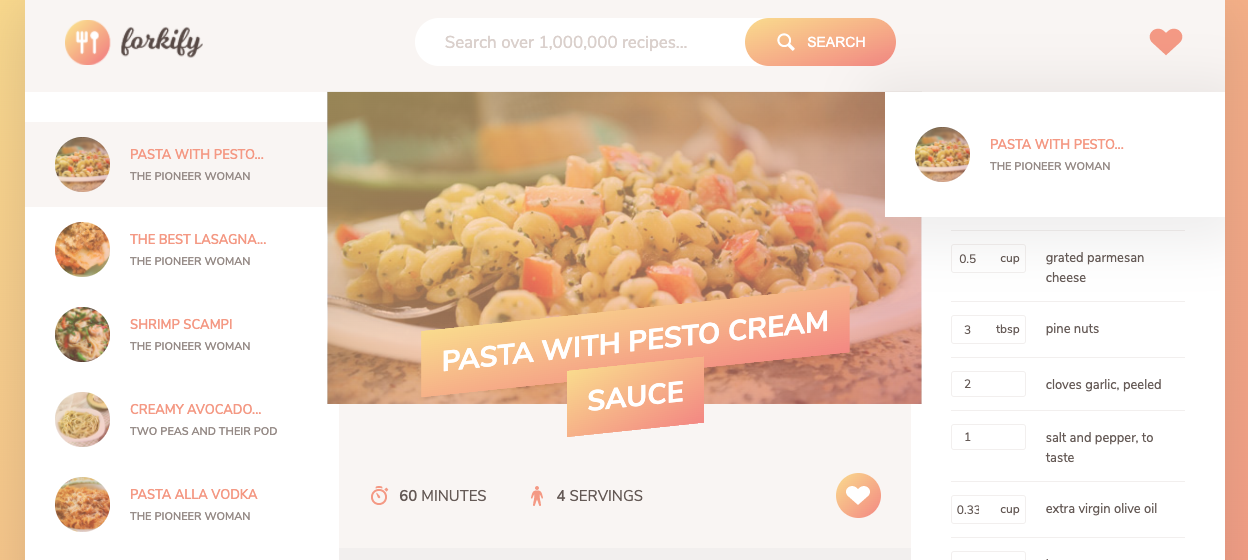 forkify
Search over 1,000,000 recipes...
SEARCH
PASTA WITH PESTO...
THE PIONEER WOMAN
THE BEST LASAGNA...
THE PIONEER WOMAN
SHRIMP SCAMPI
THE PIONEER WOMAN
CREAMY AVOCADO...
TWO PEAS AND THEIR POD
PASTA ALLA VODKA
THE PIONEER WOMAN
PASTA WITH PESTO CREAM
SAUCE
60 MINUTES
4 SERVINGS
PASTA WITH PESTO...
THE PIONEER WOMAN
0.5 cup grated parmesan
cheese
3 tbsp pine nuts
2 cloves garlic, peeled
1 salt and pepper, to
taste
0.33 cup extra virgin olive oil